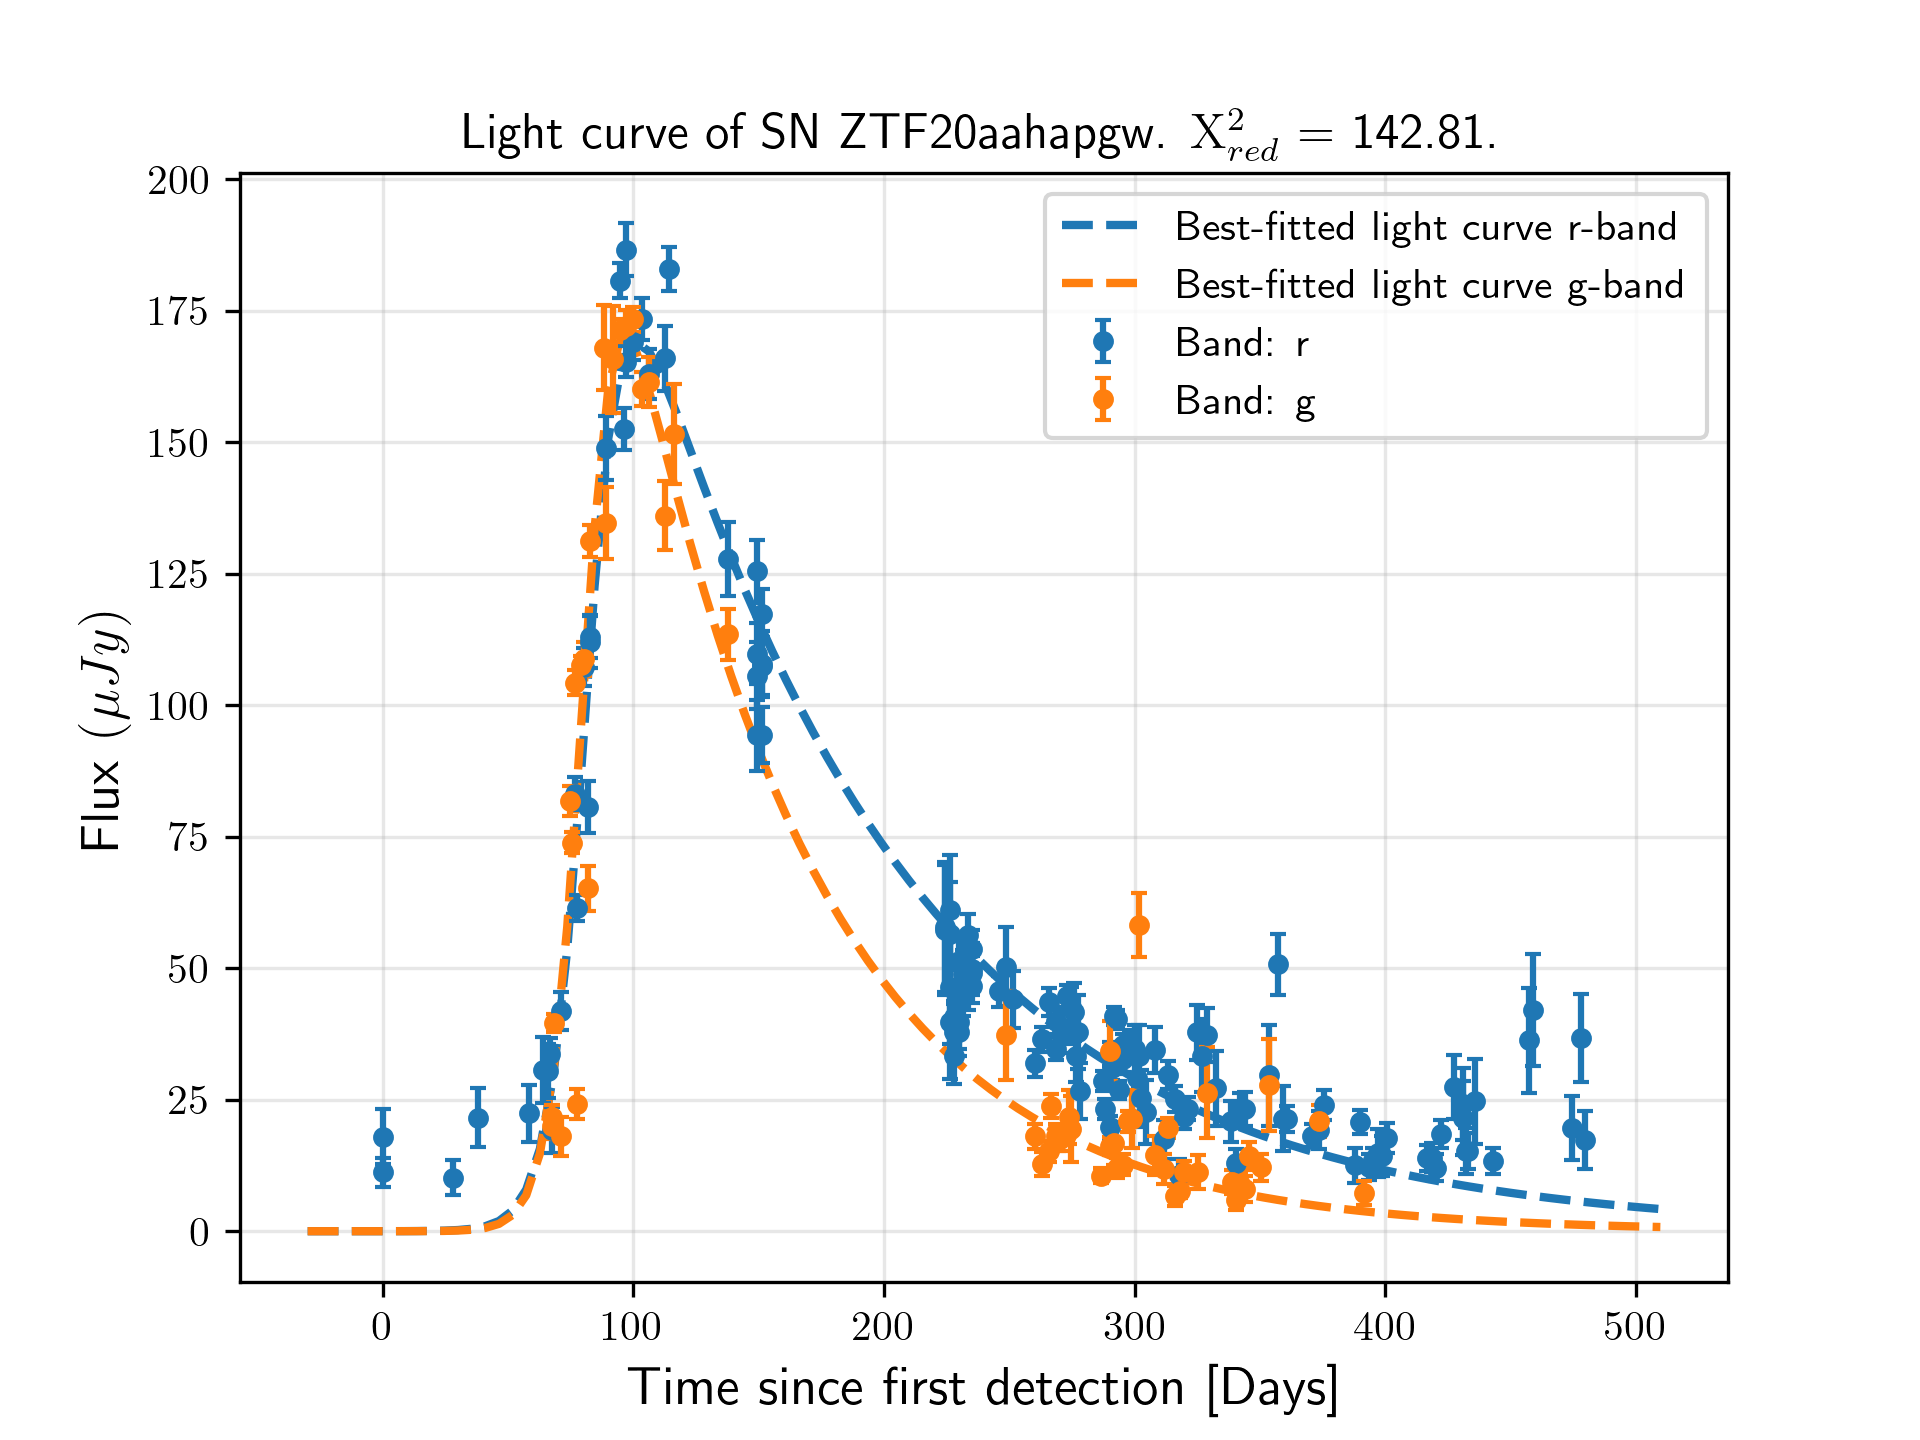 Light curve of SN ZTF20aahapgw. X²_red = 142.81.
Best-fitted light curve r-band
Best-fitted light curve g-band
Band: r
Band: g
200
175
150
125
100
75
50
25
0
Flux (μJy)
0 100 200 300 400 500
Time since first detection [Days]